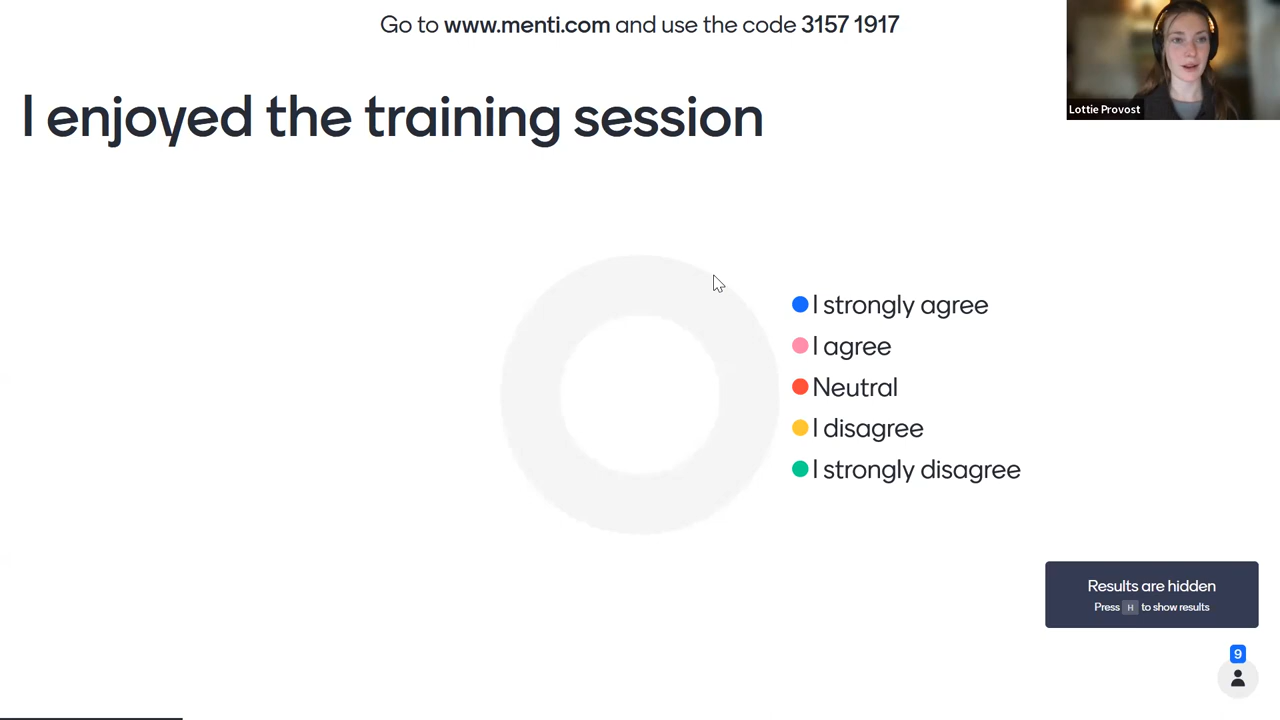 Go to www.menti.com and use the code 3157 1917
Lottie Provost
I enjoyed the training session
I strongly agree
I agree
Neutral
I disagree
I strongly disagree
Results are hidden
Press H to show results
9